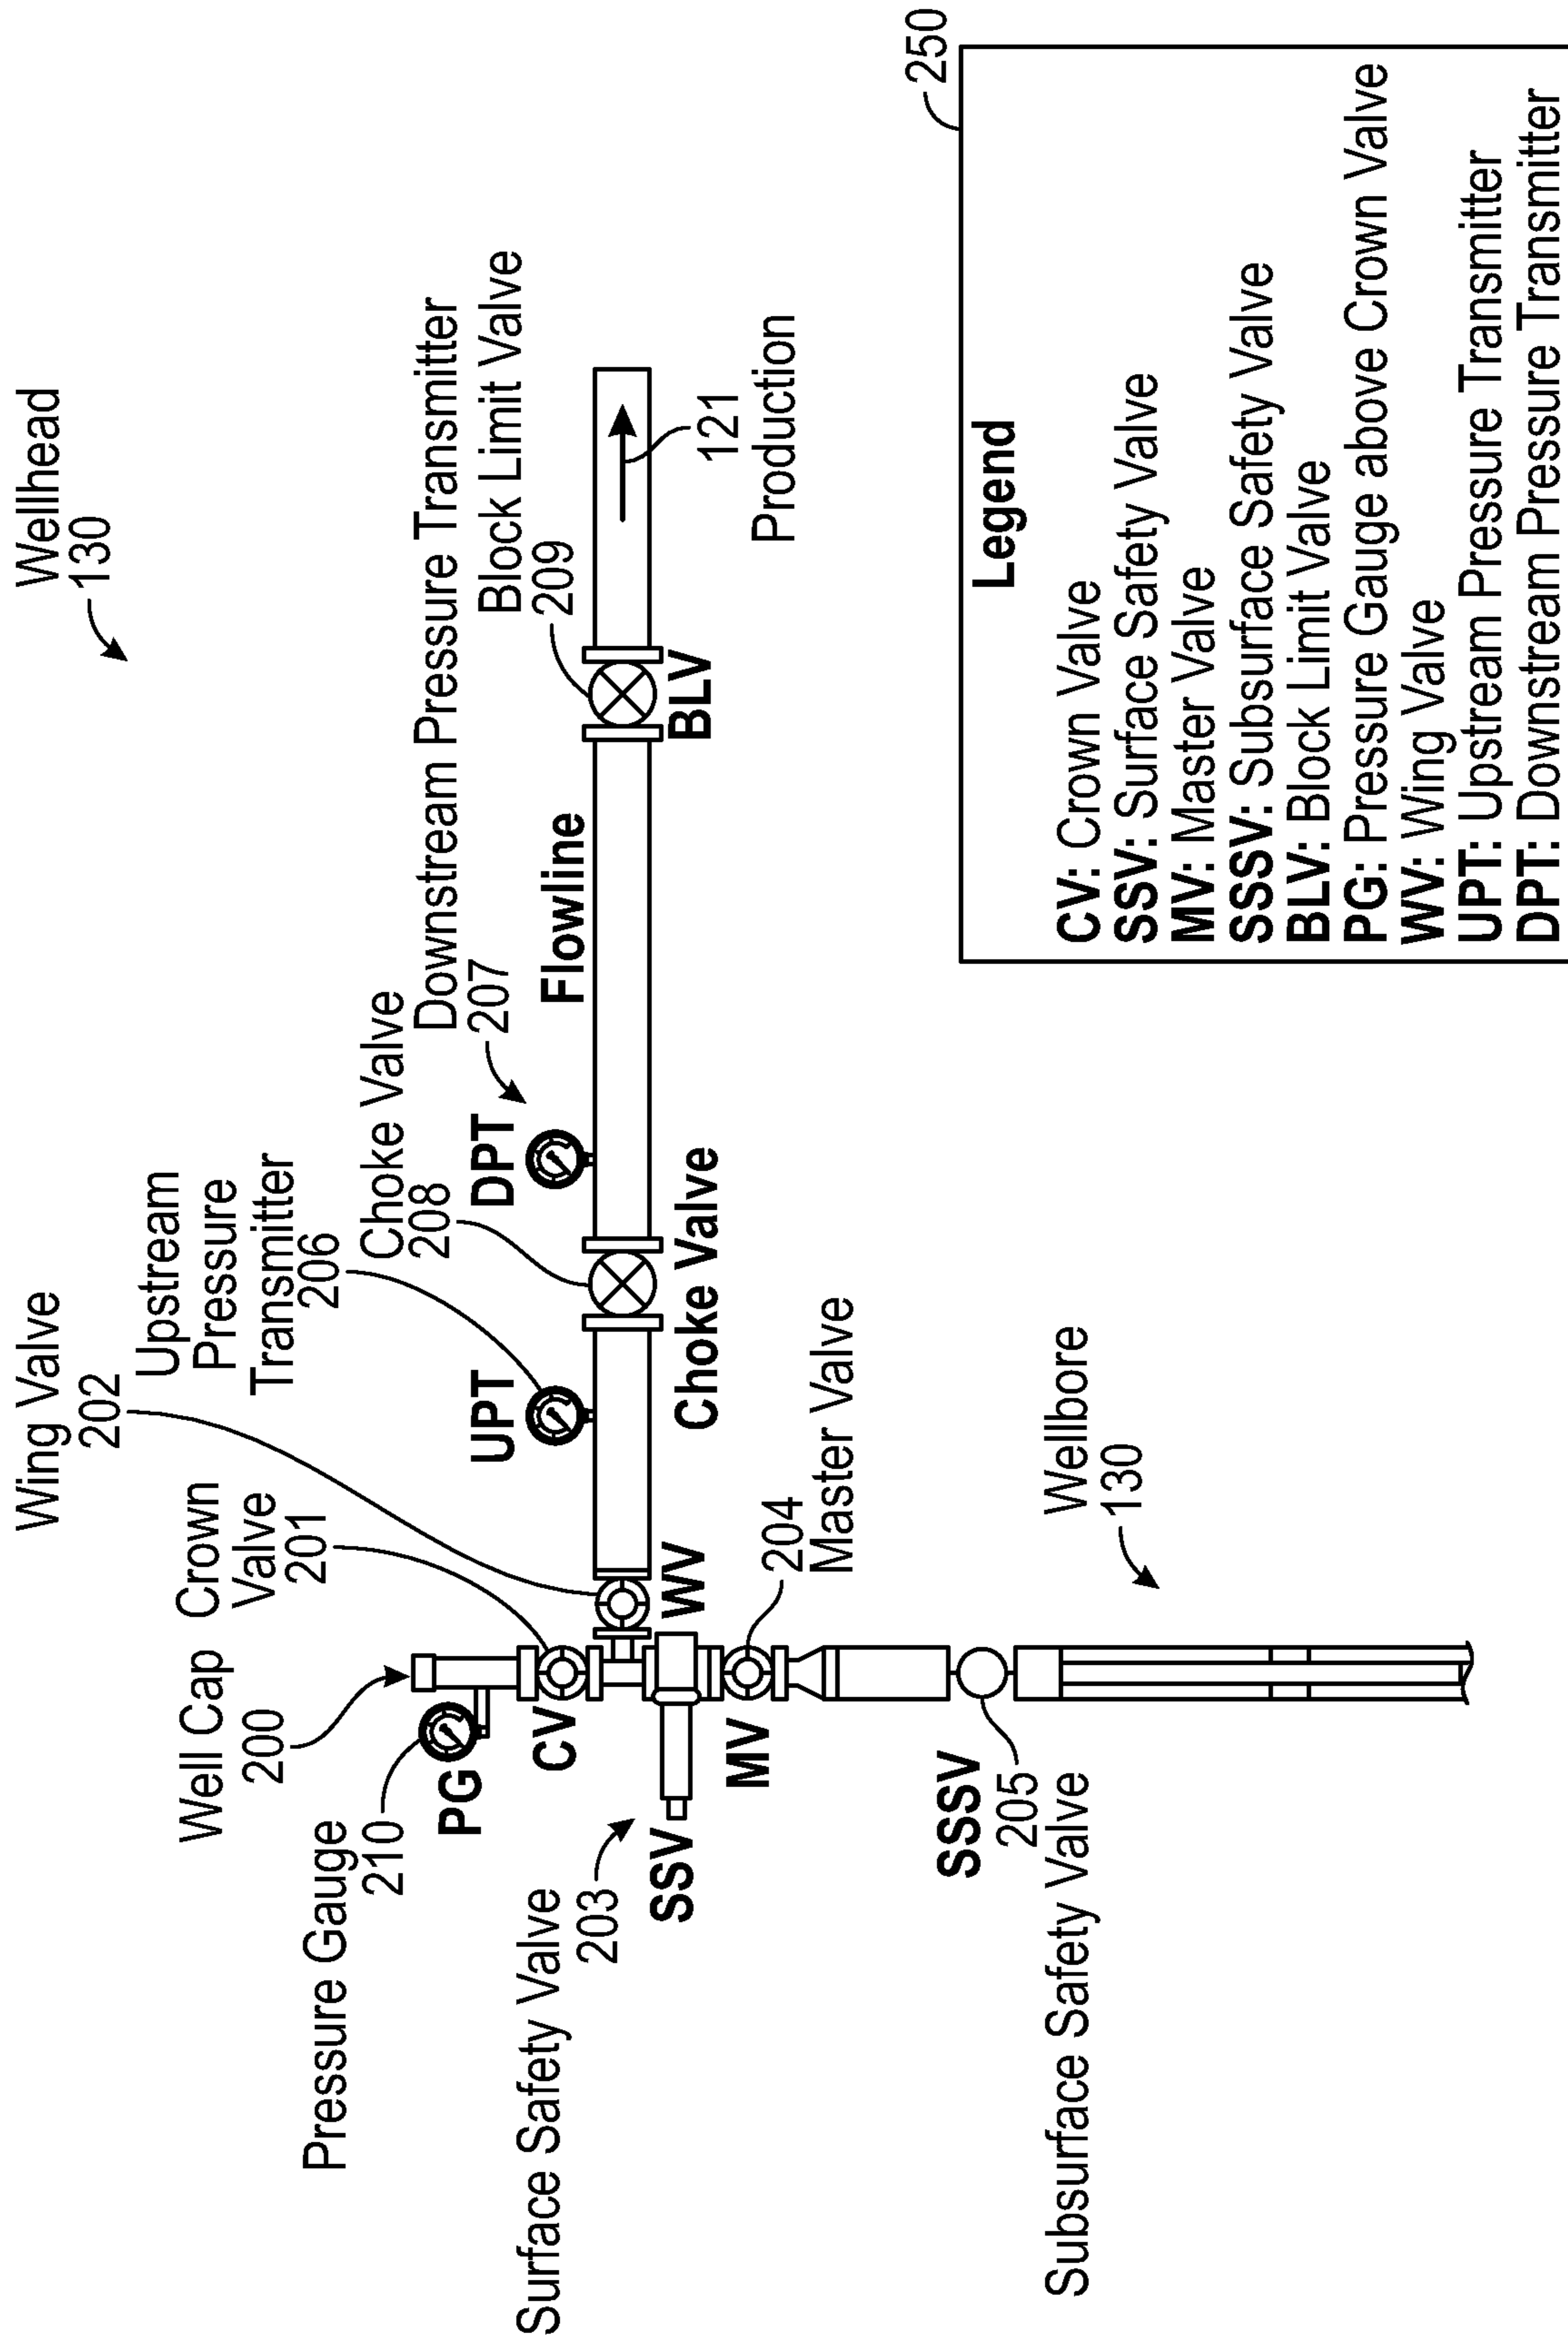 Wellhead
130
Wing Valve
202
Upstream
Pressure
Transmitter
206
Well Cap
200
Crown
Valve
201
Pressure Gauge
210
PG
CV
Choke Valve
208
Downstream Pressure Transmitter
207
Block Limit Valve
209
UPT
DPT
Flowline
Surface Safety Valve
203
SSV
WV
Choke Valve
BLV
121
Production
MV
204
Master Valve
SSSV
205
Subsurface Safety Valve
Wellbore
130
250
Legend
CV: Crown Valve
SSV: Surface Safety Valve
MV: Master Valve
SSSV: Subsurface Safety Valve
BLV: Block Limit Valve
PG: Pressure Gauge above Crown Valve
WV: Wing Valve
UPT: Upstream Pressure Transmitter
DPT: Downstream Pressure Transmitter